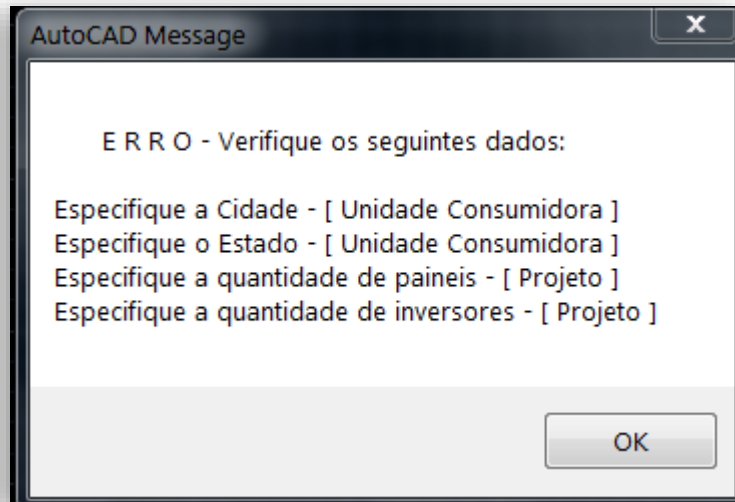 AutoCAD Message
x
E R R O - Verifique os seguintes dados:
Especifique a Cidade - [ Unidade Consumidora ]
Especifique o Estado - [ Unidade Consumidora ]
Especifique a quantidade de paineis - [ Projeto ]
Especifique a quantidade de inversores - [ Projeto ]
OK